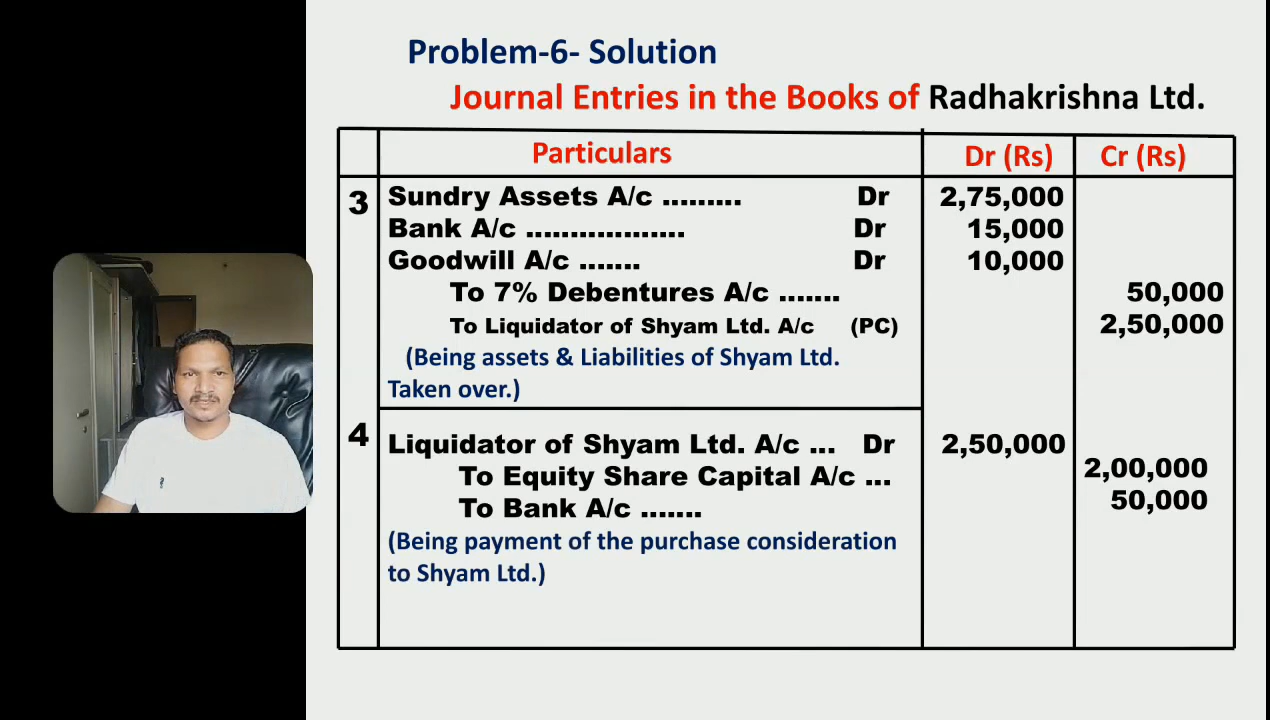 Problem-6- Solution
Journal Entries in the Books of Radhakrishna Ltd.
Particulars Dr (Rs) Cr (Rs)
3 Sundry Assets A/c ......... Dr 2,75,000
Bank A/c .................. Dr 15,000
Goodwill A/c ....... Dr 10,000
To 7% Debentures A/c ....... 50,000
To Liquidator of Shyam Ltd. A/c (PC) 2,50,000
(Being assets & Liabilities of Shyam Ltd.
Taken over.)
4 Liquidator of Shyam Ltd. A/c ... Dr 2,50,000
To Equity Share Capital A/c ... 2,00,000
To Bank A/c ....... 50,000
(Being payment of the purchase consideration
to Shyam Ltd.)